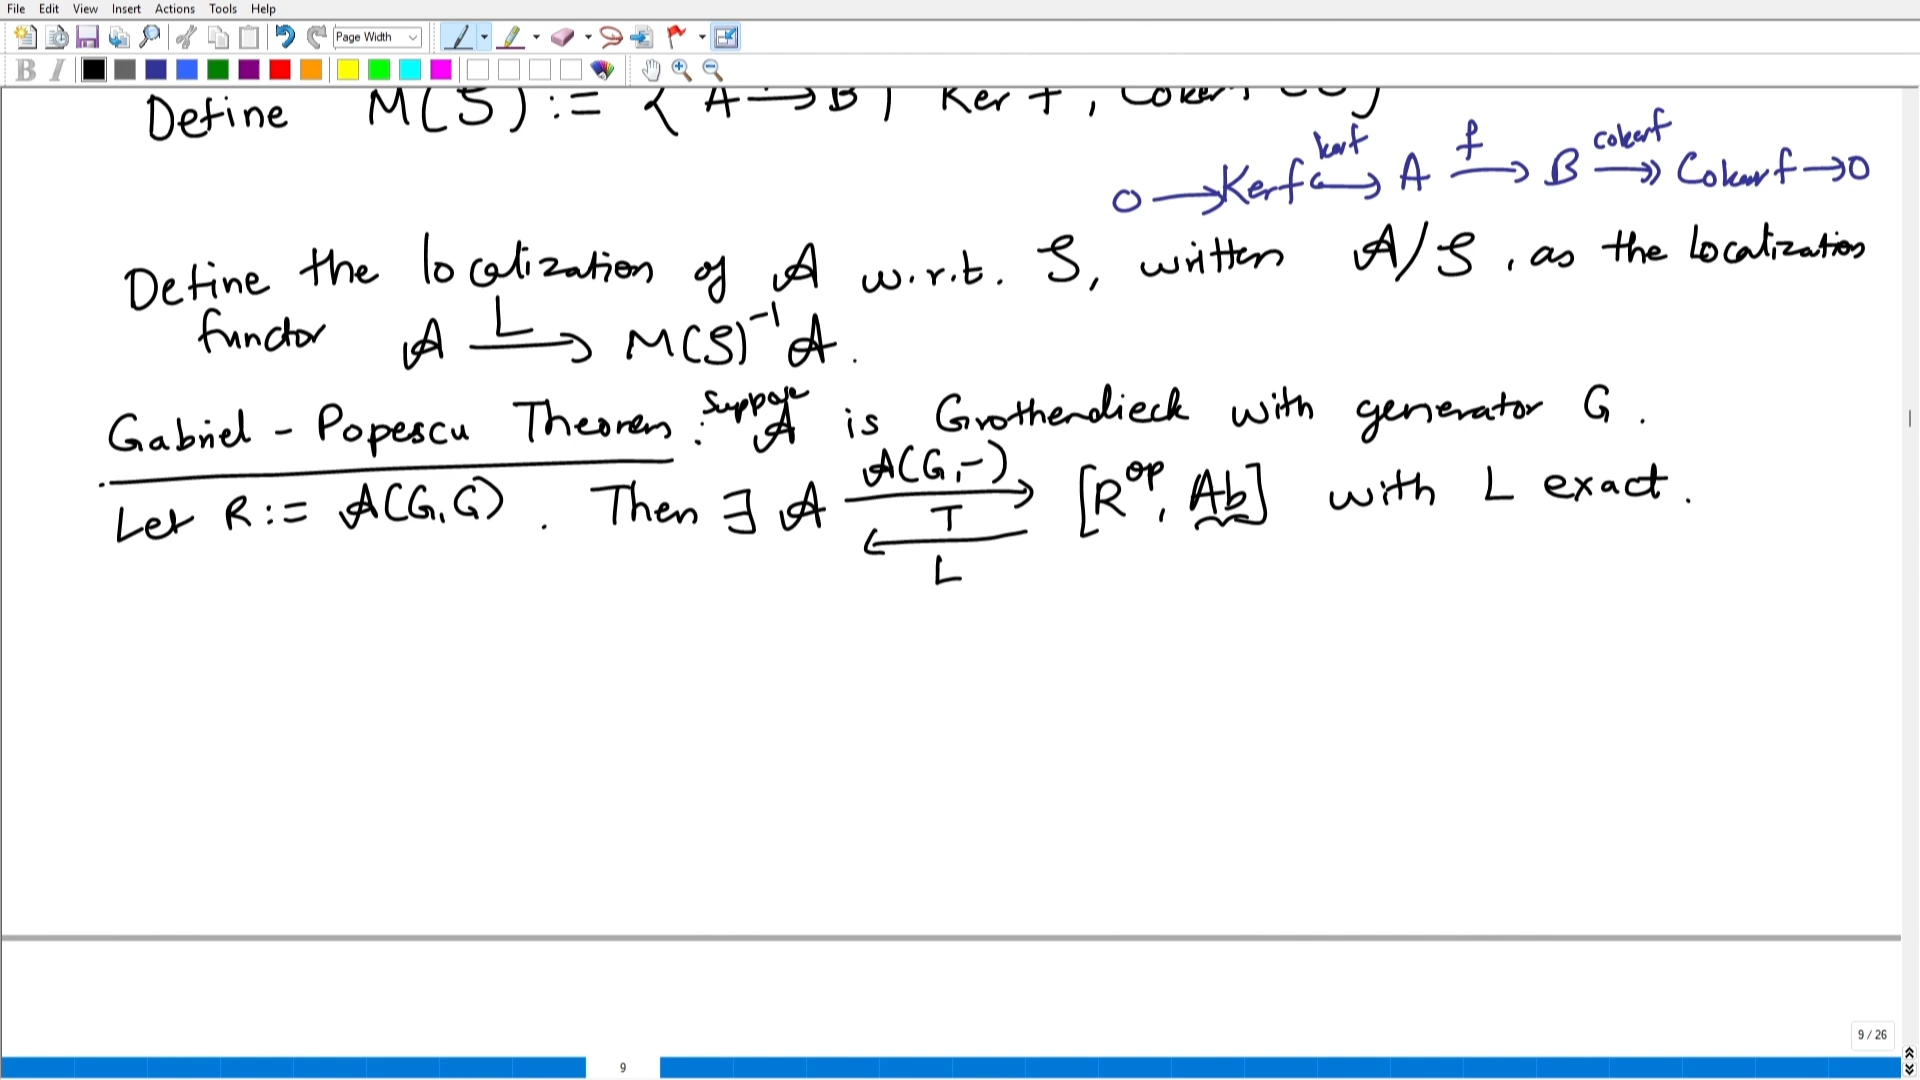 File Edit View Insert Actions Tools Help
Page Width
B I
Define M(S) := { A → B | Ker f, Coker f
0 → Ker f ↪ A → B ↠ Coker f → 0
ker f f coker f
Define the localization of A w.r.t. S, written A/S, as the localization
functor A —L→ M(S)⁻¹A.
Gabriel - Popescu Theorem : Suppose A is Grothendieck with generator G.
Let R := A(G,G). Then ∃ A ⇄ [R^op, Ab] with L exact.
A(G,-)
⊤
L
9 / 26
9